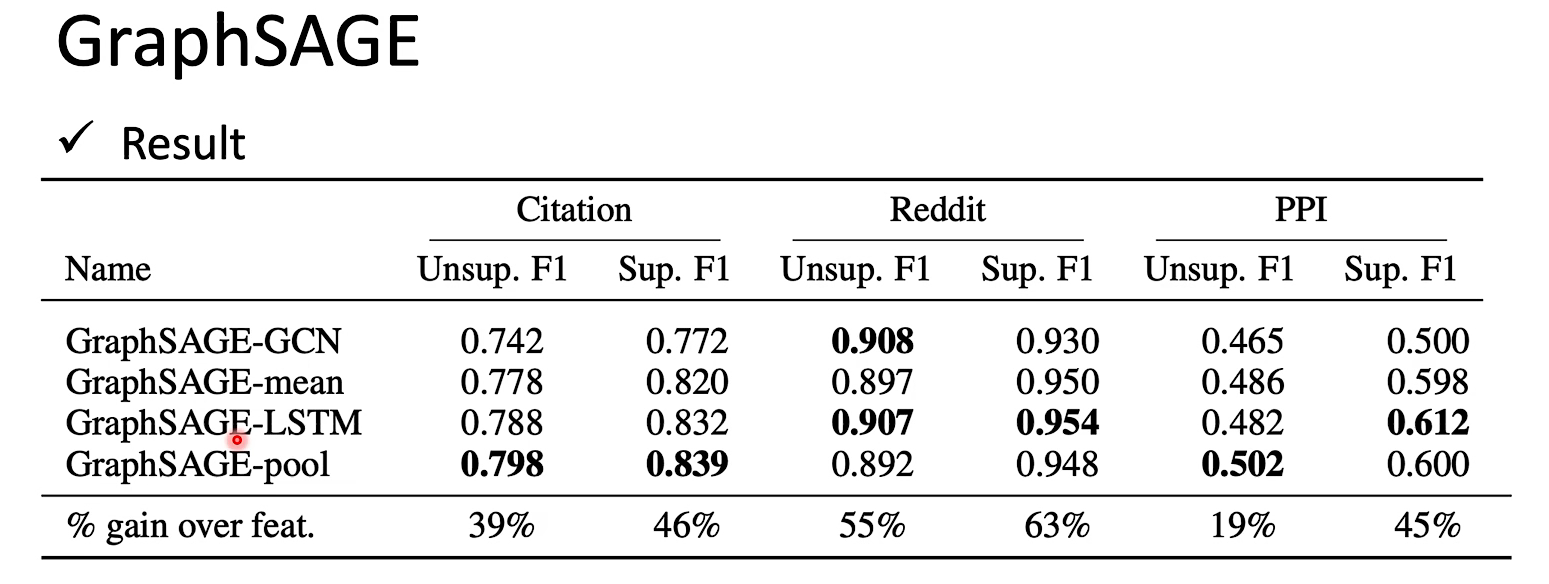 GraphSAGE
✓ Result
Citation Reddit PPI
Name Unsup. F1 Sup. F1 Unsup. F1 Sup. F1 Unsup. F1 Sup. F1
GraphSAGE-GCN 0.742 0.772 0.908 0.930 0.465 0.500
GraphSAGE-mean 0.778 0.820 0.897 0.950 0.486 0.598
GraphSAGE-LSTM 0.788 0.832 0.907 0.954 0.482 0.612
GraphSAGE-pool 0.798 0.839 0.892 0.948 0.502 0.600
% gain over feat. 39% 46% 55% 63% 19% 45%